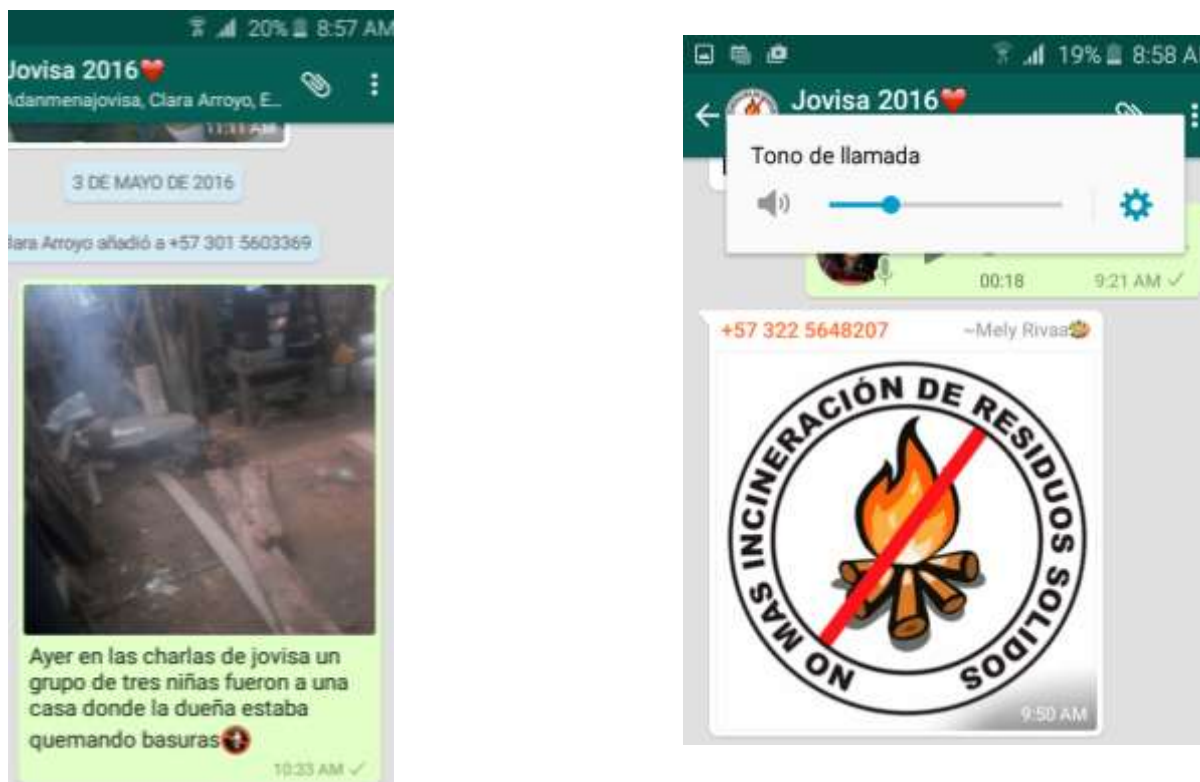 20% 8:57 AM
Jovisa 2016❤
Adanmenajovisa, Clara Arroyo, E...
11:11 AM
3 DE MAYO DE 2016
lara Arroyo añadió a +57 301 5603369
Ayer en las charlas de jovisa un
grupo de tres niñas fueron a una
casa donde la dueña estaba
quemando basuras
10:33 AM
19% 8:58 A
Jovisa 2016❤
Tono de llamada
00:18 9:21 AM
+57 322 5648207 ~Mely Rivaa
NO MAS INCINERACIÓN DE RESIDUOS SOLIDOS
9:50 AM